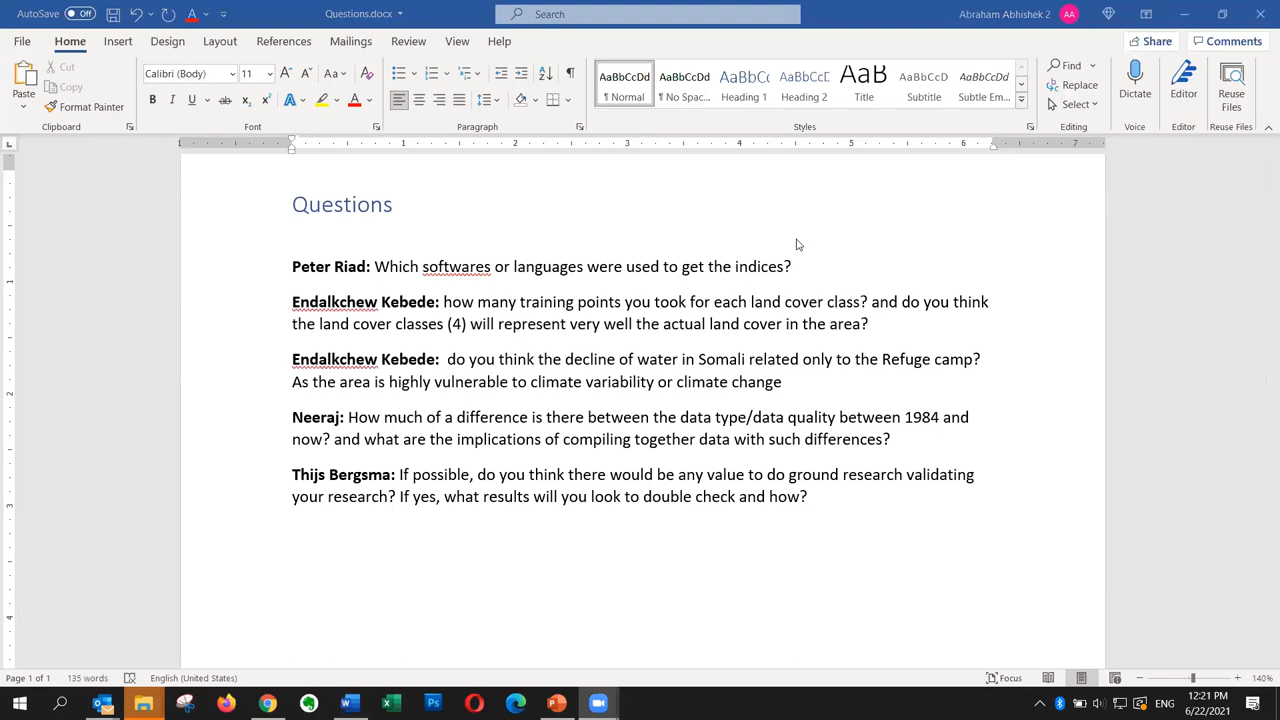 AutoSave Off Questions.docx Search Abraham Abhishek 2 AA
File Home Insert Design Layout References Mailings Review View Help Share Comments
Paste Cut Copy Format Painter
Calibri (Body) 11
AaBbCcDd AaBbCcDd AaBbCc AaBbCcD AaB AaBbCcD AaBbCcDd
¶ Normal ¶ No Spac... Heading 1 Heading 2 Title Subtitle Subtle Em...
Find Replace Select
Dictate Editor Reuse Files
Clipboard Font Paragraph Styles Editing Voice Editor Reuse Files
1 1 2 3 4 5 6 7
Questions
Peter Riad: Which softwares or languages were used to get the indices?
Endalkchew Kebede: how many training points you took for each land cover class? and do you think
the land cover classes (4) will represent very well the actual land cover in the area?
Endalkchew Kebede: do you think the decline of water in Somali related only to the Refuge camp?
As the area is highly vulnerable to climate variability or climate change
Neeraj: How much of a difference is there between the data type/data quality between 1984 and
now? and what are the implications of compiling together data with such differences?
Thijs Bergsma: If possible, do you think there would be any value to do ground research validating
your research? If yes, what results will you look to double check and how?
Page 1 of 1 135 words English (United States) Focus 140%
ENG 12:21 PM
6/22/2021